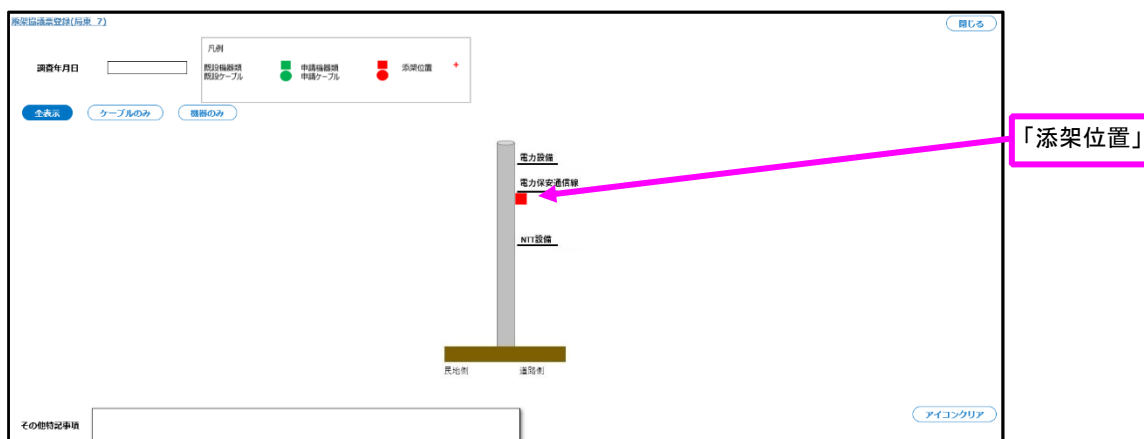 添架協議票登録(局東_7)
閉じる
凡例
調査年月日
既設機器類 申請機器類 添架位置
既設ケーブル 申請ケーブル
全表示 ケーブルのみ 機器のみ
「添架位置」
電力設備
電力保安通信線
NTT設備
民地側 道路側
アイコンクリア
その他特記事項